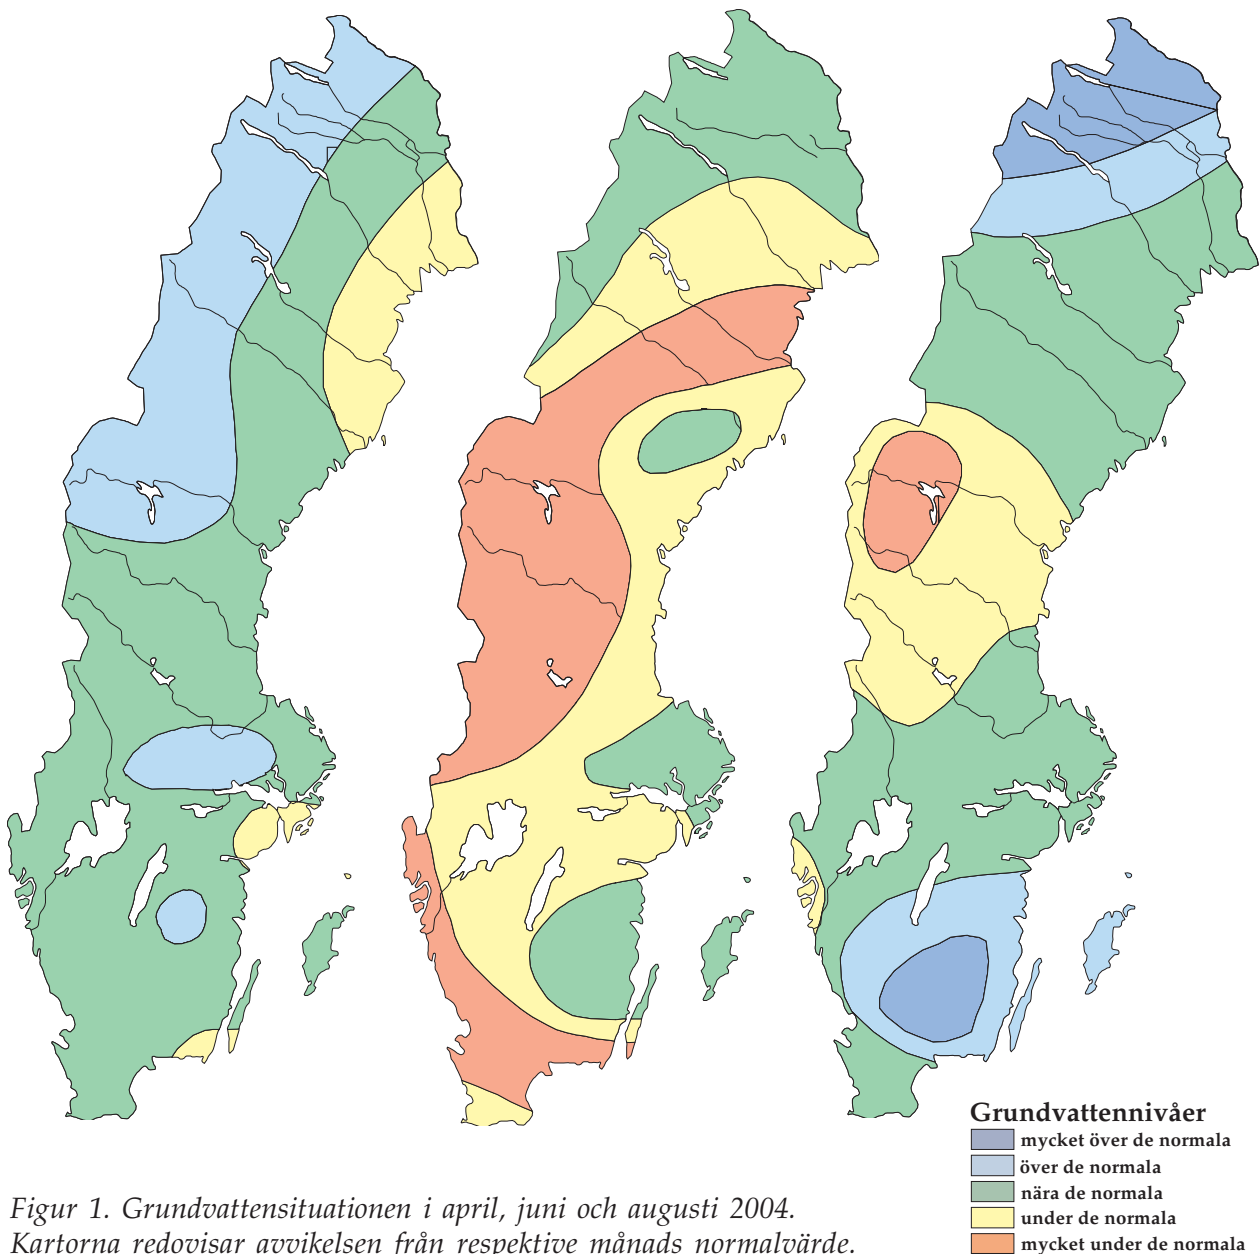 Grundvattennivåer
mycket över de normala
över de normala
nära de normala
under de normala
mycket under de normala
Figur 1. Grundvattensituationen i april, juni och augusti 2004.
Kartorna redovisar avvikelsen från respektive månads normalvärde.